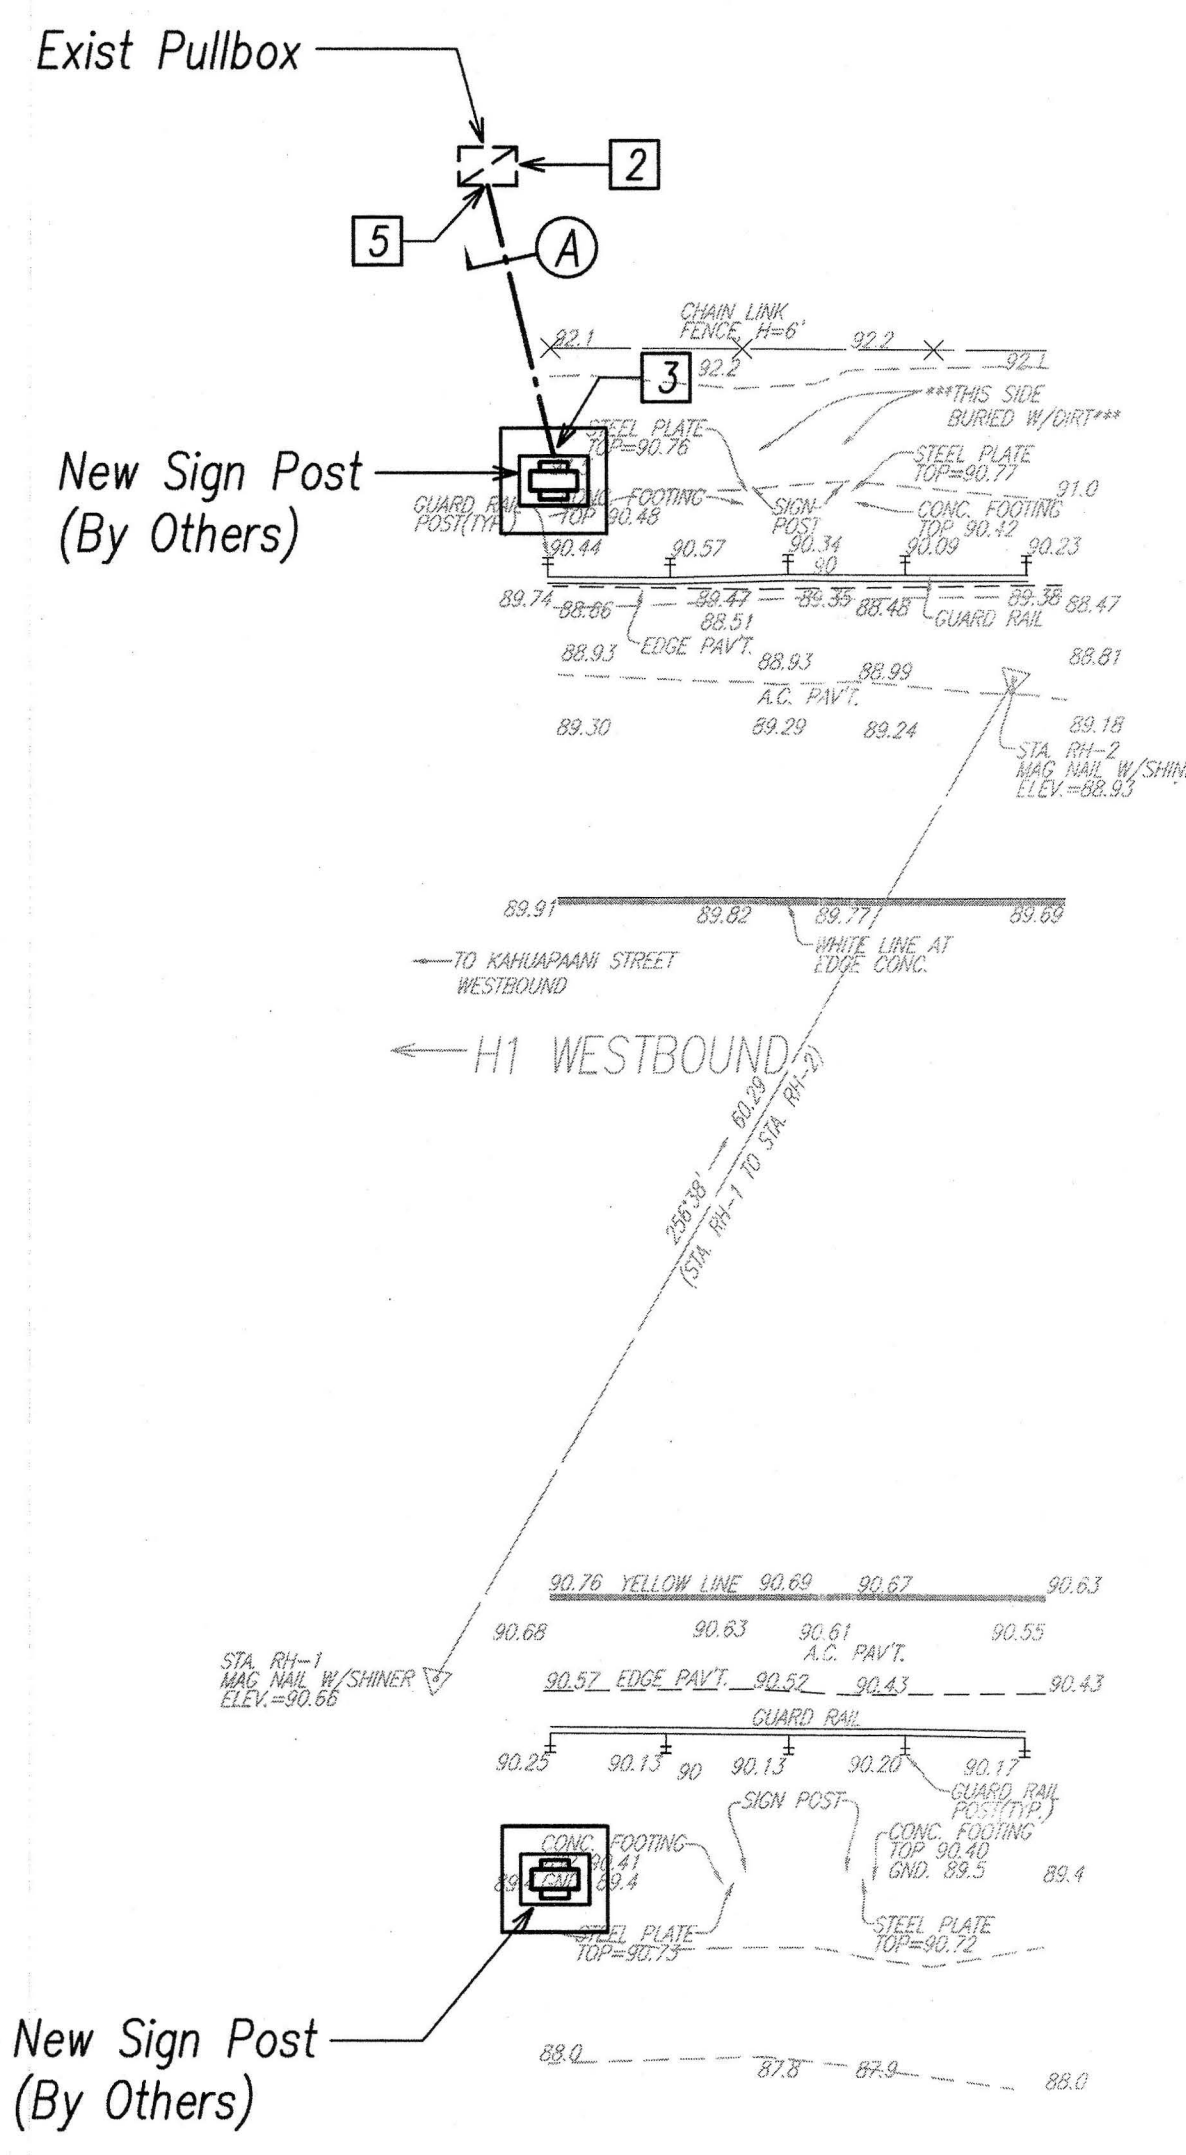 Exist Pullbox
2
5
A
CHAIN LINK
FENCE, H=6'
92.1
92.2
92.2
92.1
3
***THIS SIDE
BURIED W/DIRT***
STEEL PLATE
TOP=90.76
STEEL PLATE
TOP=90.77
New Sign Post
(By Others)
91.0
GUARD RAIL
POST(TYP.)
CONC. FOOTING
TOP 90.48
SIGN
POST
CONC. FOOTING
TOP 90.42
90.44
90.57
90.34
90.09
90.23
90
89.74
88.66
89.47
89.35
88.48
89.38
88.47
88.51
GUARD RAIL
EDGE PAV'T.
88.93
88.93
88.99
88.81
A.C. PAV'T.
89.30
89.29
89.24
89.18
STA. RH-2
MAG NAIL W/SHIN
ELEV.=88.93
89.91
89.82
89.77
89.69
WHITE LINE AT
EDGE CONC.
TO KAHUAPAANI STREET
WESTBOUND
H1 WESTBOUND
256°38' 60.29
(STA. RH-1 TO STA. RH-2)
90.76 YELLOW LINE 90.69 90.67 90.63
90.68
90.63
90.61
90.55
A.C. PAV'T.
STA. RH-1
MAG NAIL W/SHINER
ELEV.=90.66
90.57 EDGE PAV'T. 90.52 90.43 90.43
GUARD RAIL
90.25
90.13
90
90.13
90.20
90.17
SIGN POST
GUARD RAIL
POST(TYP.)
CONC. FOOTING
TOP 90.41
GND. 89.4
89.4
CONC. FOOTING
TOP 90.40
GND. 89.5
89.4
STEEL PLATE
TOP=90.73
STEEL PLATE
TOP=90.72
New Sign Post
(By Others)
88.0
87.8
87.9
88.0